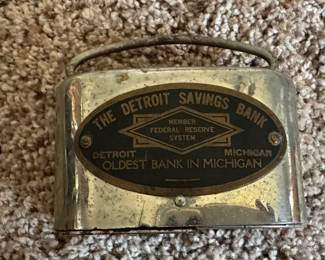 THE DETROIT SAVINGS BANK
MEMBER
FEDERAL RESERVE
SYSTEM
DETROIT MICHIGAN
OLDEST BANK IN MICHIGAN